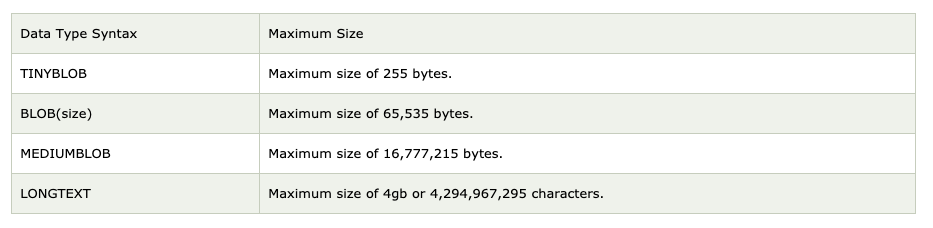 Data Type Syntax Maximum Size
TINYBLOB Maximum size of 255 bytes.
BLOB(size) Maximum size of 65,535 bytes.
MEDIUMBLOB Maximum size of 16,777,215 bytes.
LONGTEXT Maximum size of 4gb or 4,294,967,295 characters.